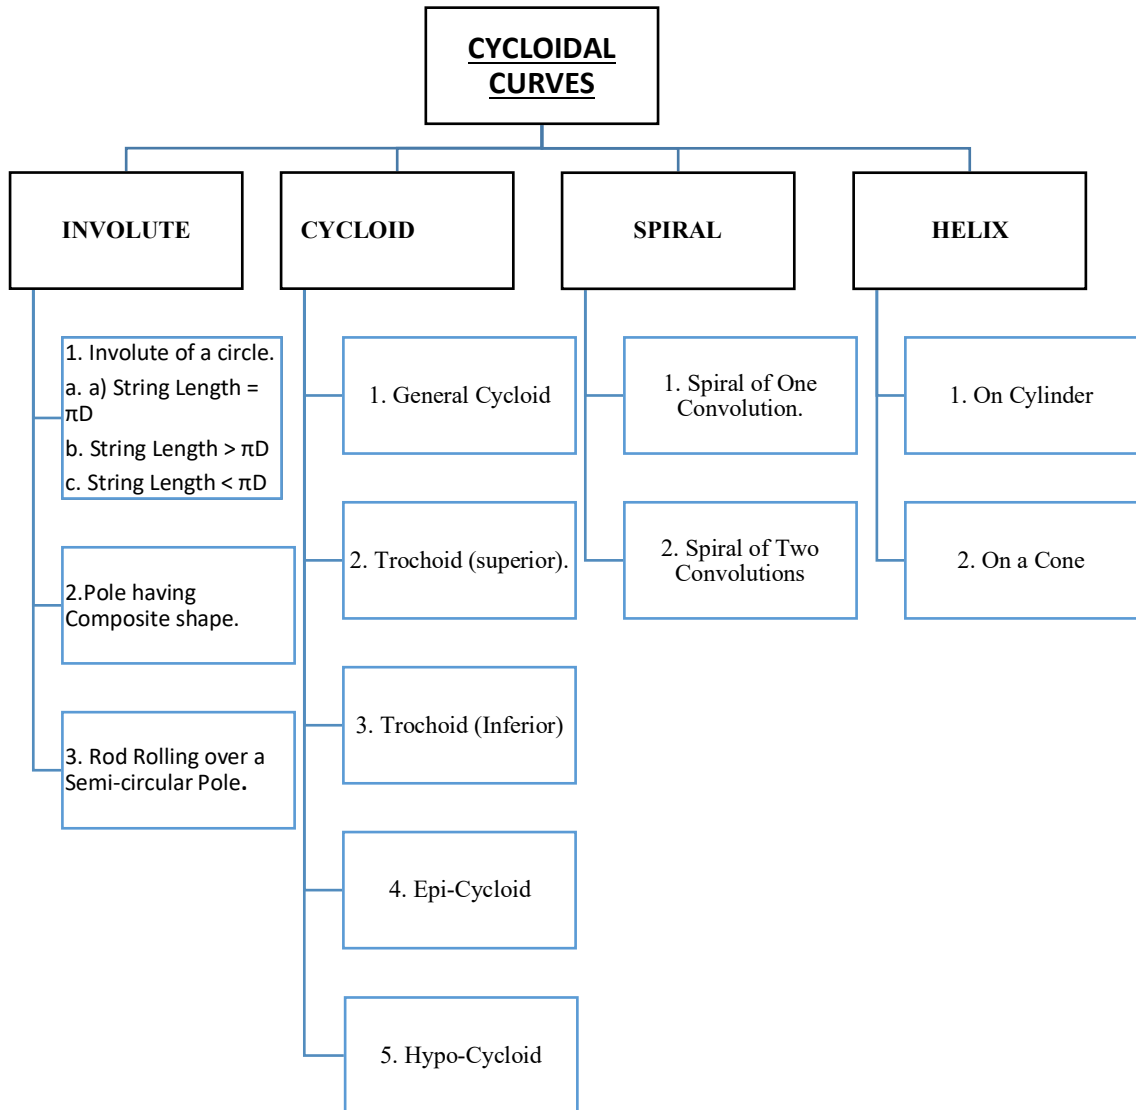 CYCLOIDAL
CURVES
INVOLUTE
CYCLOID
SPIRAL
HELIX
1. Involute of a circle.
a. a) String Length =
πD
b. String Length > πD
c. String Length < πD
2.Pole having
Composite shape.
3. Rod Rolling over a
Semi-circular Pole.
1. General Cycloid
2. Trochoid (superior).
3. Trochoid (Inferior)
4. Epi-Cycloid
5. Hypo-Cycloid
1. Spiral of One
Convolution.
2. Spiral of Two
Convolutions
1. On Cylinder
2. On a Cone